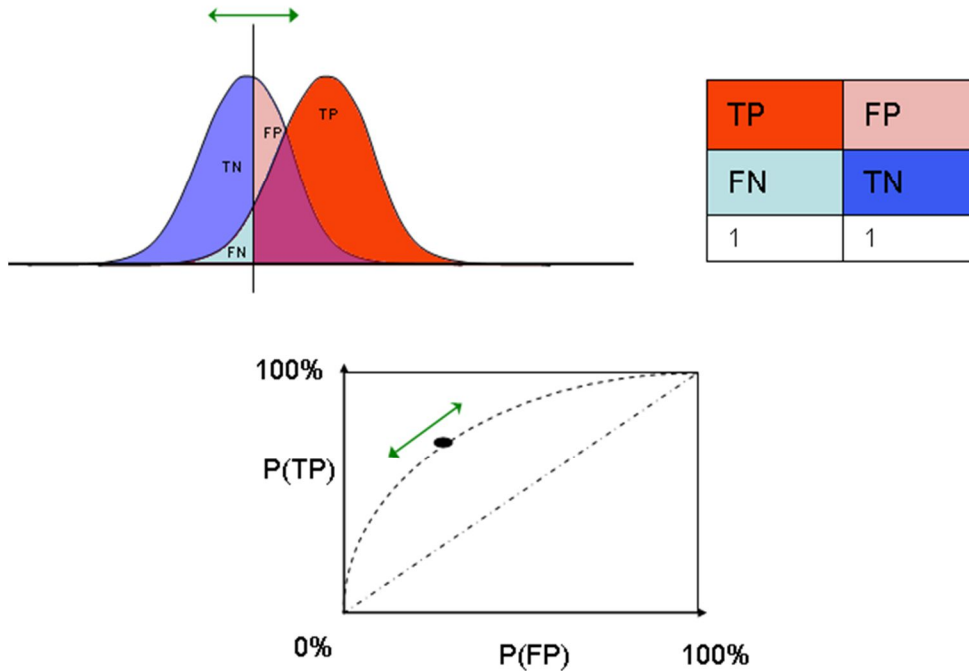 TP
FP
TN
FN
TP FP
FN TN
1 1
100%
P(TP)
0%
P(FP)
100%